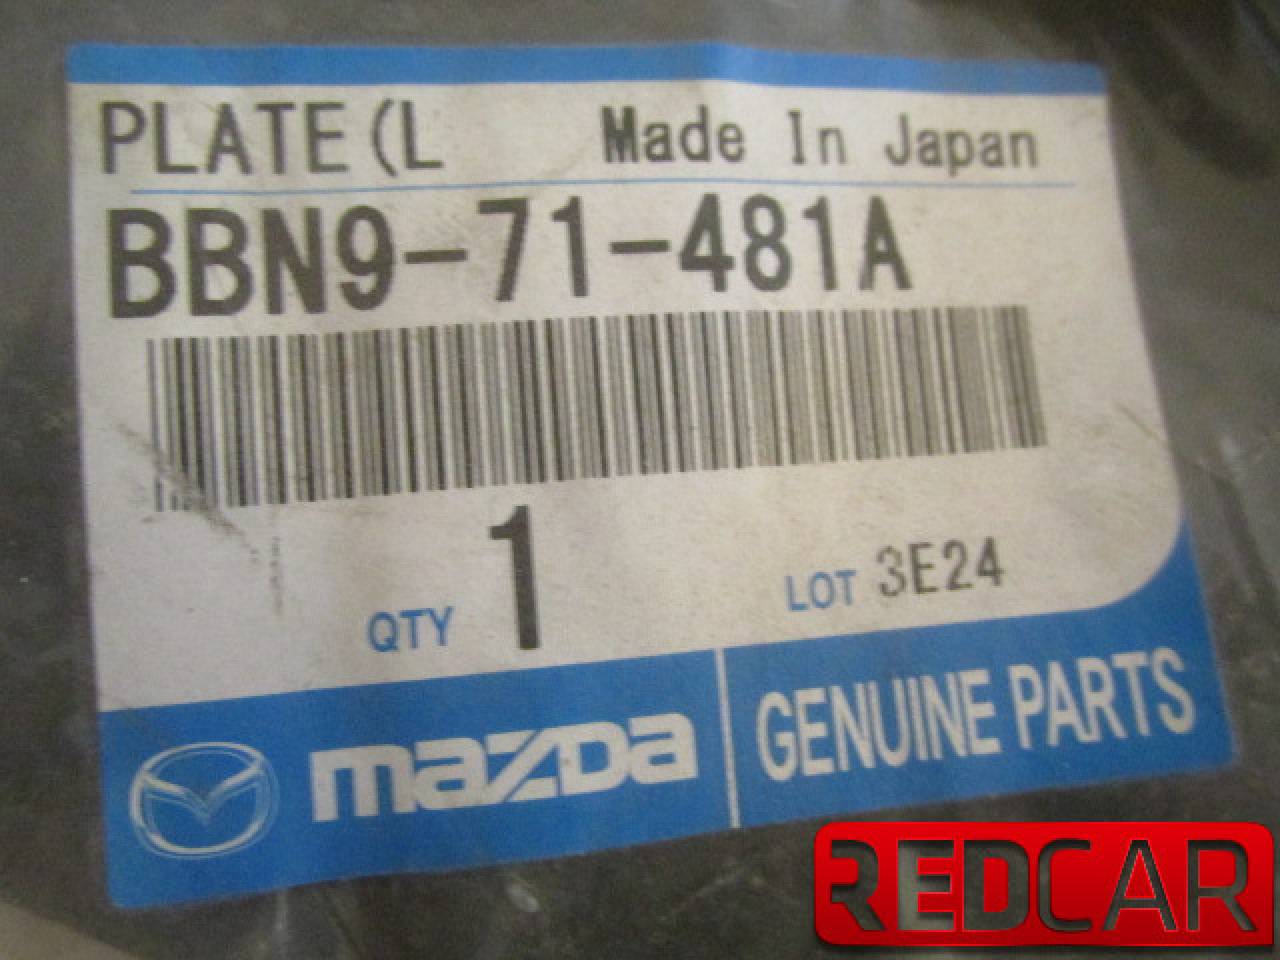 PLATE(L Made In Japan
BBN9-71-481A
QTY 1 LOT 3E24
mazda GENUINE PARTS
REDCAR